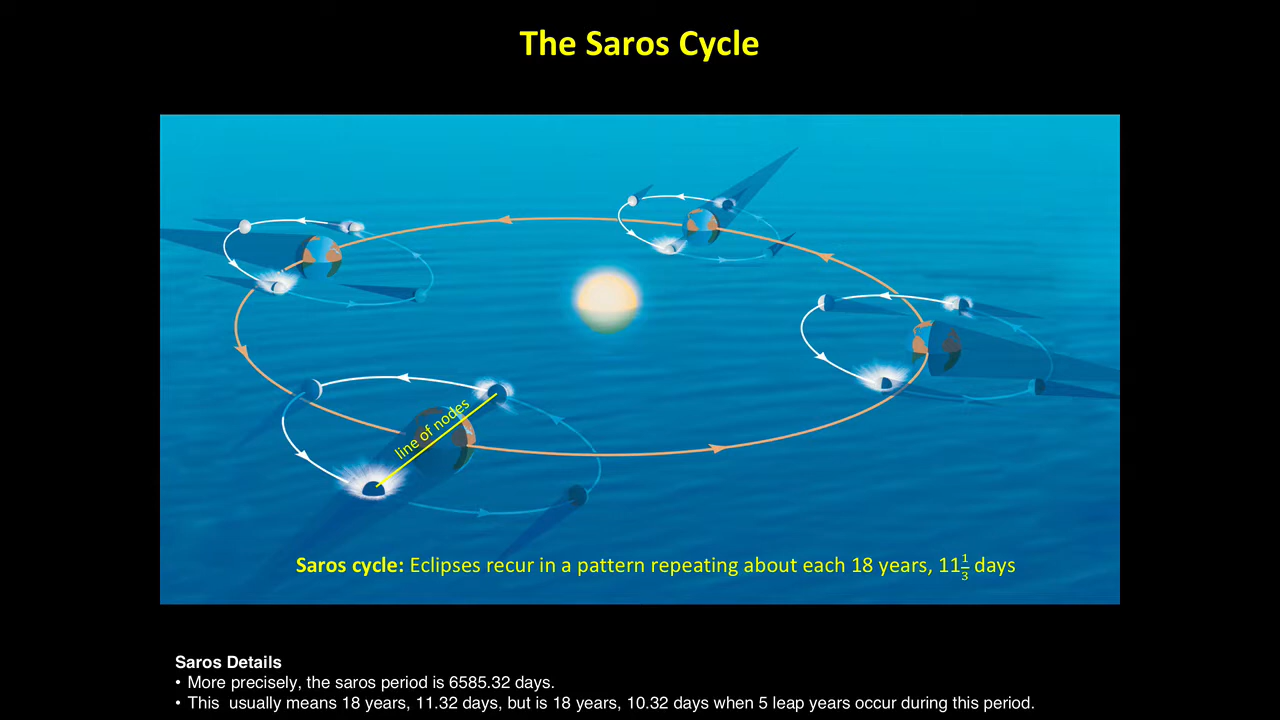 The Saros Cycle
line of nodes
Saros cycle: Eclipses recur in a pattern repeating about each 18 years, 11 1/3 days
Saros Details
• More precisely, the saros period is 6585.32 days.
• This  usually means 18 years, 11.32 days, but is 18 years, 10.32 days when 5 leap years occur during this period.